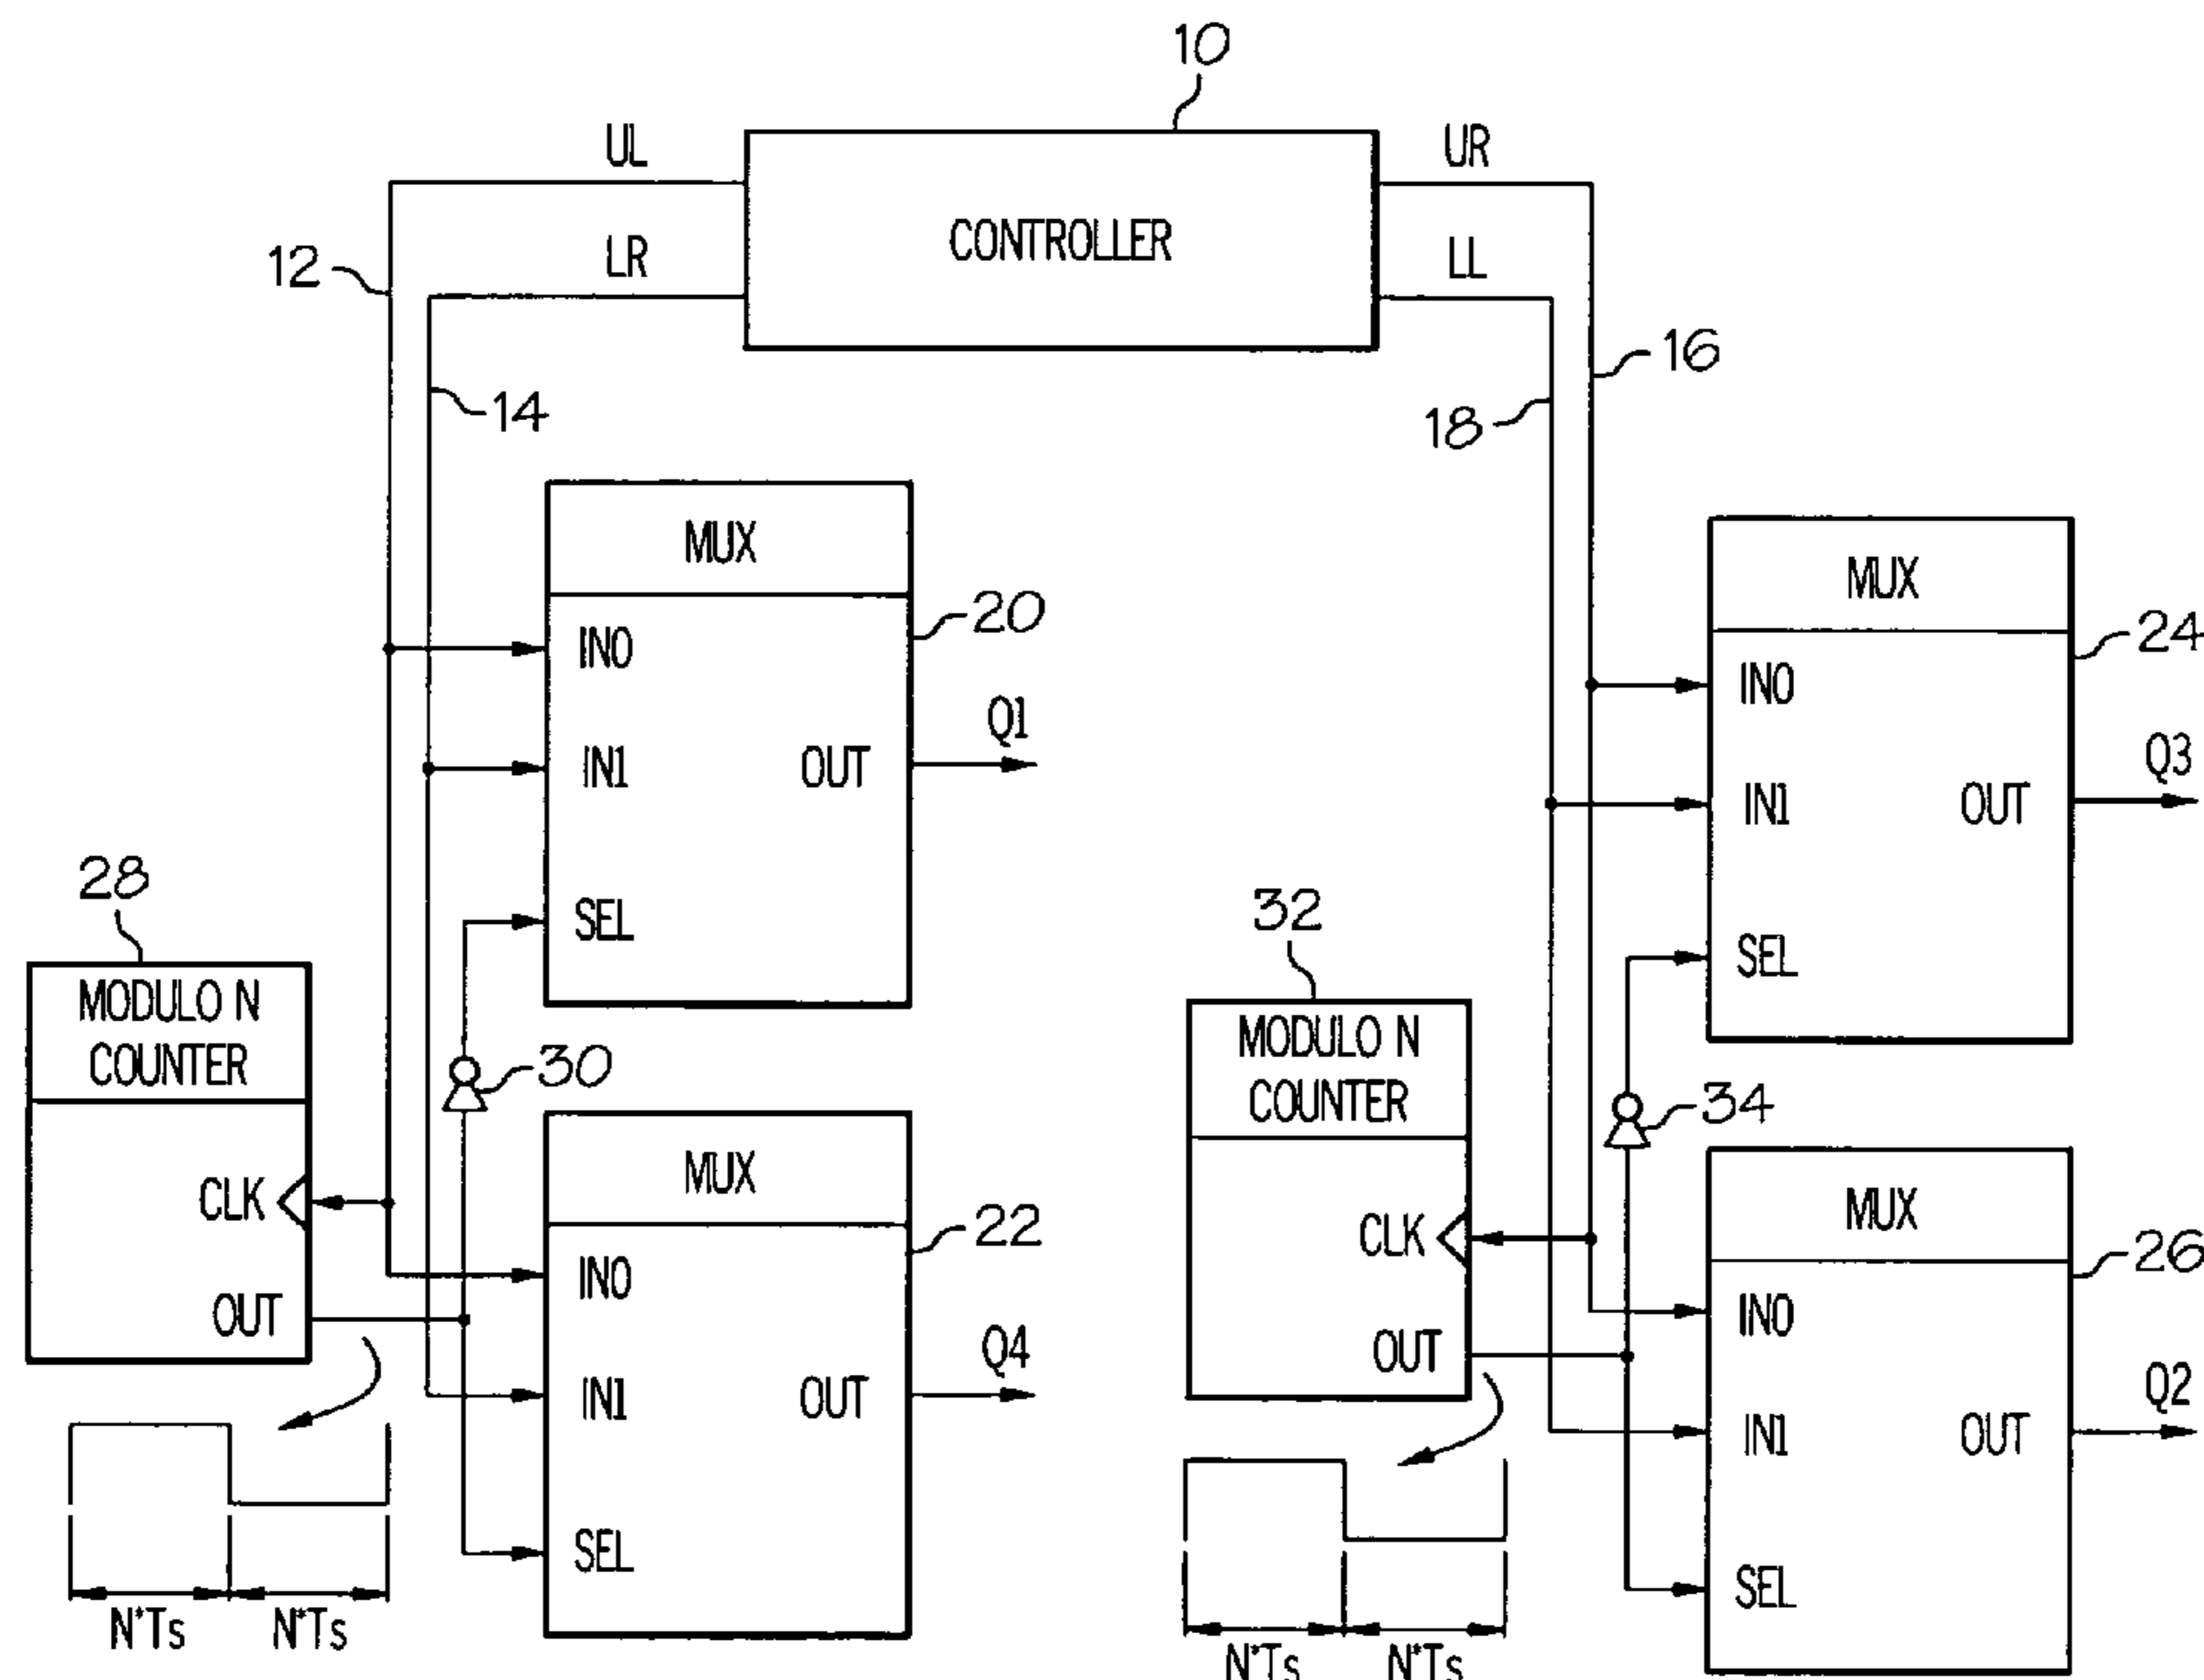 10
UL
UR
CONTROLLER
LR
LL
12
14
16
18
MUX
20
IN0
IN1
OUT
Q1
SEL
MUX
24
IN0
IN1
OUT
Q3
SEL
28
MODULO N
COUNTER
CLK
OUT
30
32
MODULO N
COUNTER
CLK
OUT
34
MUX
22
IN0
IN1
OUT
Q4
SEL
MUX
26
IN0
IN1
OUT
Q2
SEL
N*Ts
N*Ts
N*Ts
N*Ts